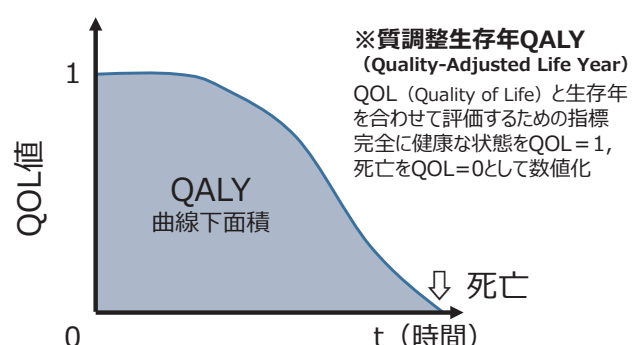 ※質調整生存年QALY
（Quality-Adjusted Life Year）
QOL（Quality of Life）と生存年
を合わせて評価するための指標
完全に健康な状態をQOL＝1,
死亡をQOL=0として数値化
1
QOL値
QALY
曲線下面積
死亡
0
t（時間）